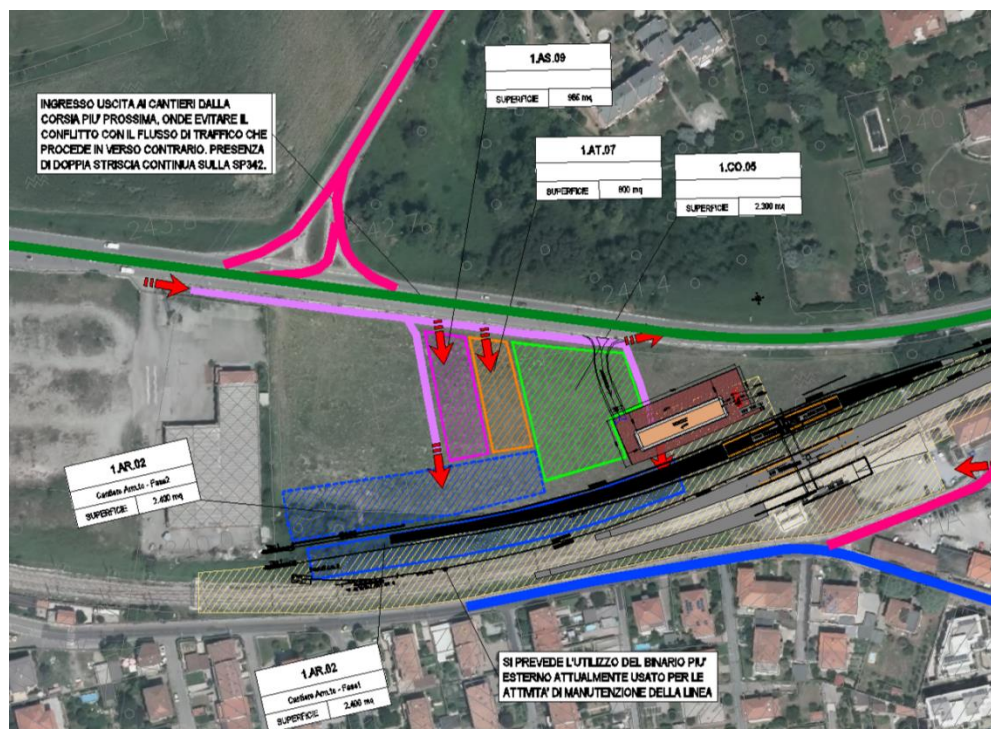 1.AS.09
SUPERFICIE 986 mq
INGRESSO USCITA AI CANTIERI DALLA
CORSIA PIU' PROSSIMA, ONDE EVITARE IL
CONFLITTO CON IL FLUSSO DI TRAFFICO CHE
PROCEDE IN VERSO CONTRARIO. PRESENZA
DI DOPPIA STRISCIA CONTINUA SULLA SP342.
1.AT.07
SUPERFICIE 800 mq
1.CO.05
SUPERFICIE 2.300 mq
1.AR.02
Cantiere Arm.to - Fase2
SUPERFICIE 2.400 mq
1.AR.02
Cantiere Arm.to - Fase1
SUPERFICIE 2.400 mq
SI PREVEDE L'UTILIZZO DEL BINARIO PIU'
ESTERNO ATTUALMENTE USATO PER LE
ATTIVITA' DI MANUTENZIONE DELLA LINEA